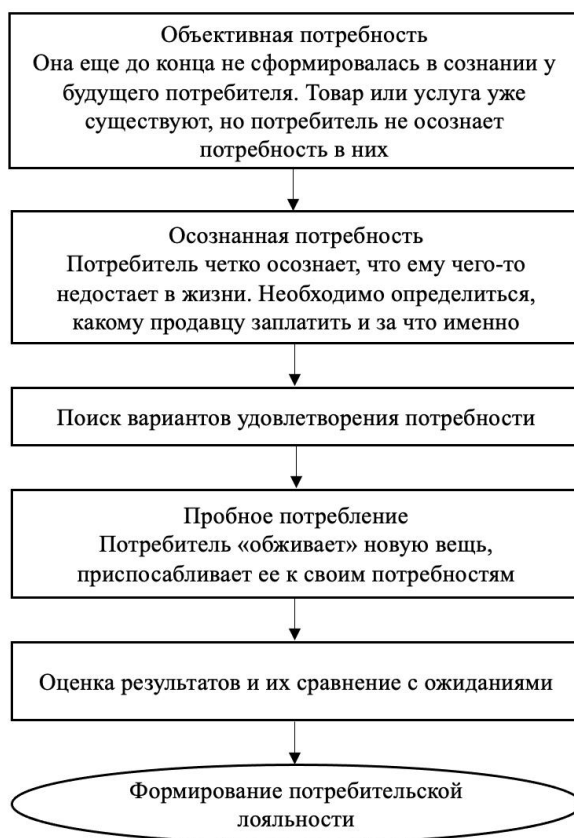 Объективная потребность
Она еще до конца не сформировалась в сознании у
будущего потребителя. Товар или услуга уже
существуют, но потребитель не осознает
потребность в них
Осознанная потребность
Потребитель четко осознает, что ему чего-то
недостает в жизни. Необходимо определиться,
какому продавцу заплатить и за что именно
Поиск вариантов удовлетворения потребности
Пробное потребление
Потребитель «обживает» новую вещь,
приспосабливает ее к своим потребностям
Оценка результатов и их сравнение с ожиданиями
Формирование потребительской
лояльности